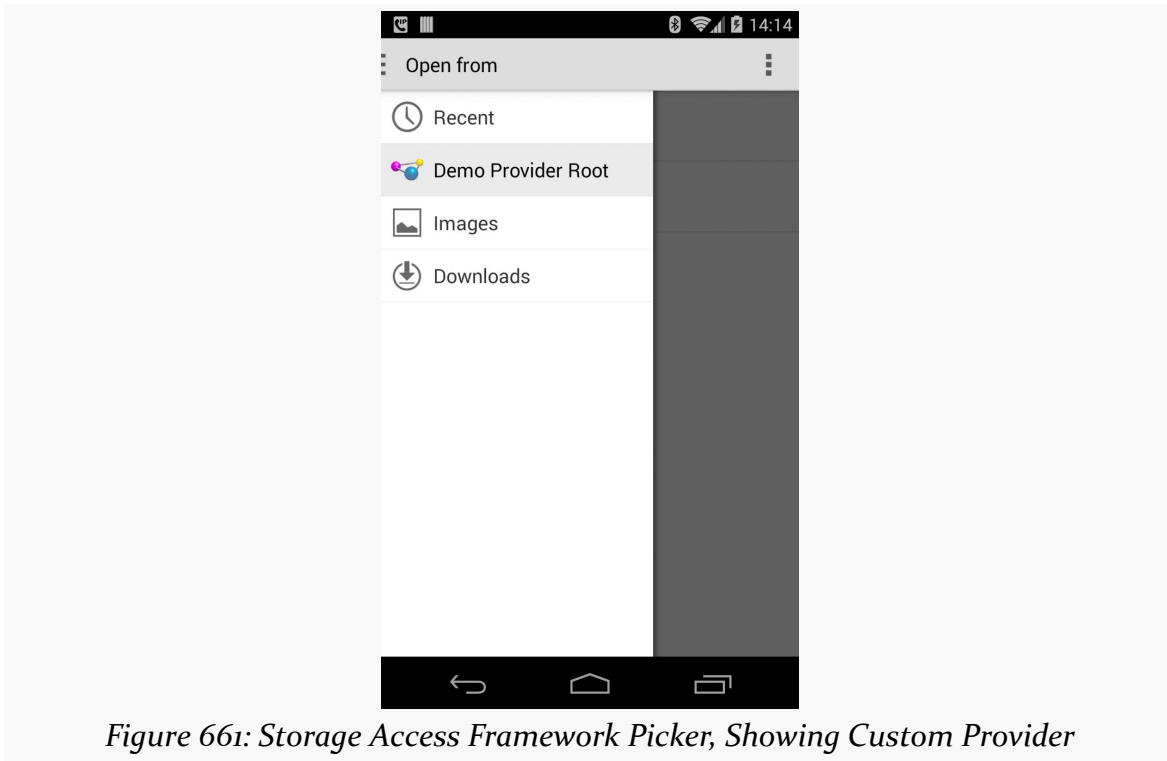 14:14
Open from
Recent
Demo Provider Root
Images
Downloads
Figure 661: Storage Access Framework Picker, Showing Custom Provider